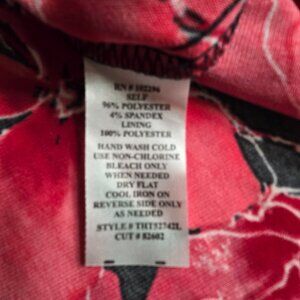 RN # 102296
SELF
96% POLYESTER
4% SPANDEX
LINING
100% POLYESTER
HAND WASH COLD
USE NON-CHLORINE
BLEACH ONLY
WHEN NEEDED
DRY FLAT
COOL IRON ON
REVERSE SIDE ONLY
AS NEEDED
STYLE # THT52742L
CUT # 82602